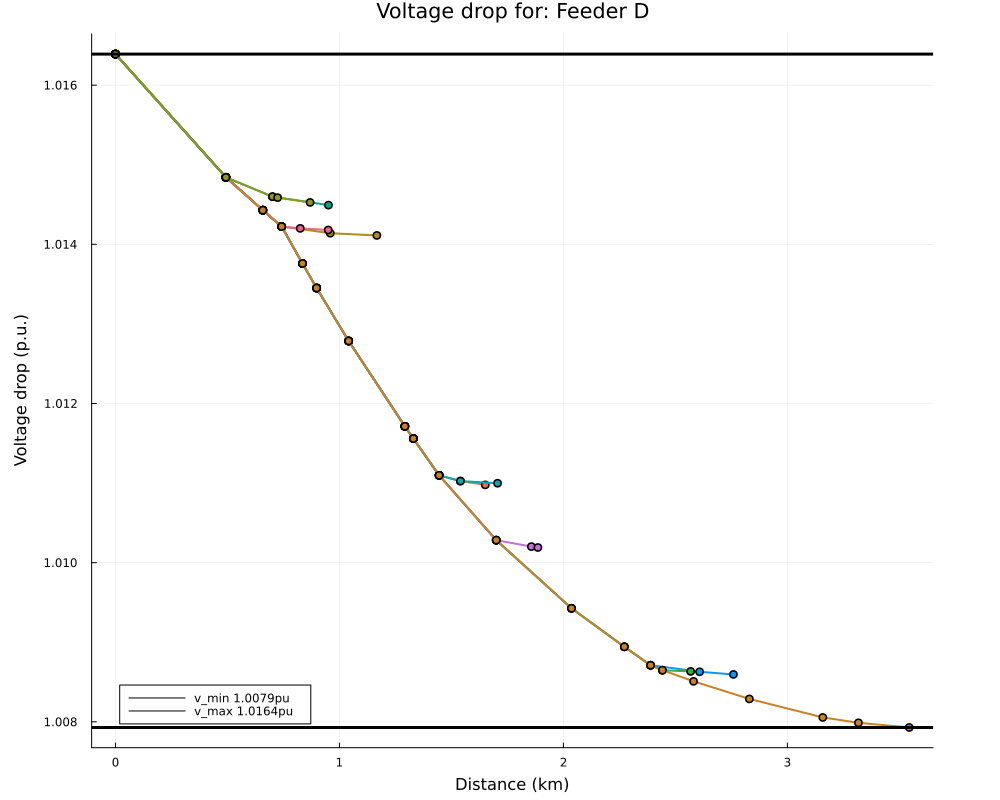 Voltage drop for: Feeder D
1.016
1.014
1.012
1.010
1.008
Voltage drop (p.u.)
v_min 1.0079pu
v_max 1.0164pu
0 1 2 3
Distance (km)